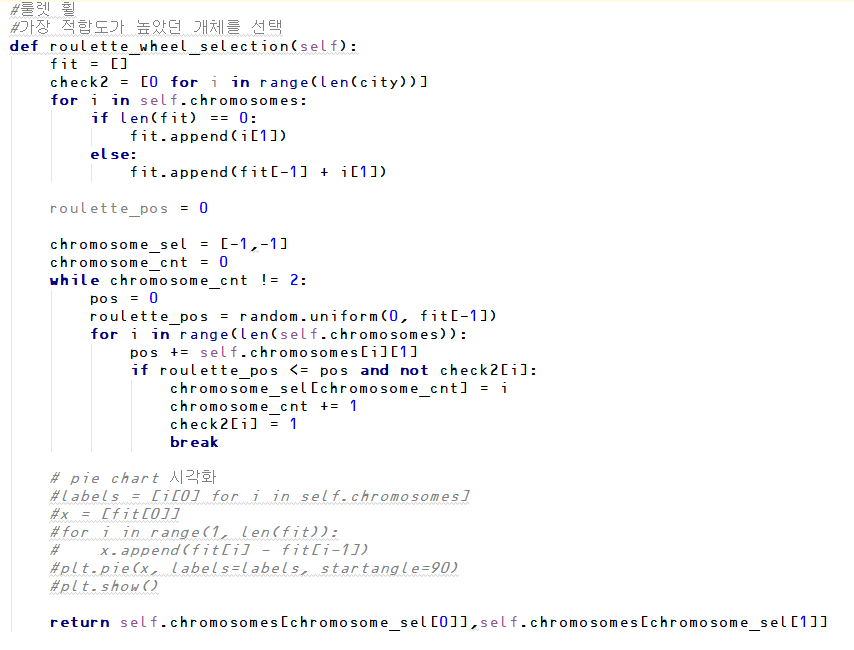 #룰렛 휠
#가장 적합도가 높았던 개체를 선택
def roulette_wheel_selection(self):
    fit = []
    check2 = [0 for i in range(len(city))]
    for i in self.chromosomes:
        if len(fit) == 0:
            fit.append(i[1])
        else:
            fit.append(fit[-1] + i[1])

    roulette_pos = 0

    chromosome_sel = [-1,-1]
    chromosome_cnt = 0
    while chromosome_cnt != 2:
        pos = 0
        roulette_pos = random.uniform(0, fit[-1])
        for i in range(len(self.chromosomes)):
            pos += self.chromosomes[i][1]
            if roulette_pos <= pos and not check2[i]:
                chromosome_sel[chromosome_cnt] = i
                chromosome_cnt += 1
                check2[i] = 1
                break

    # pie chart 시각화
    #labels = [i[0] for i in self.chromosomes]
    #x = [fit[0]]
    #for i in range(1, len(fit)):
    #    x.append(fit[i] - fit[i-1])
    #plt.pie(x, labels=labels, startangle=90)
    #plt.show()

    return self.chromosomes[chromosome_sel[0]],self.chromosomes[chromosome_sel[1]]